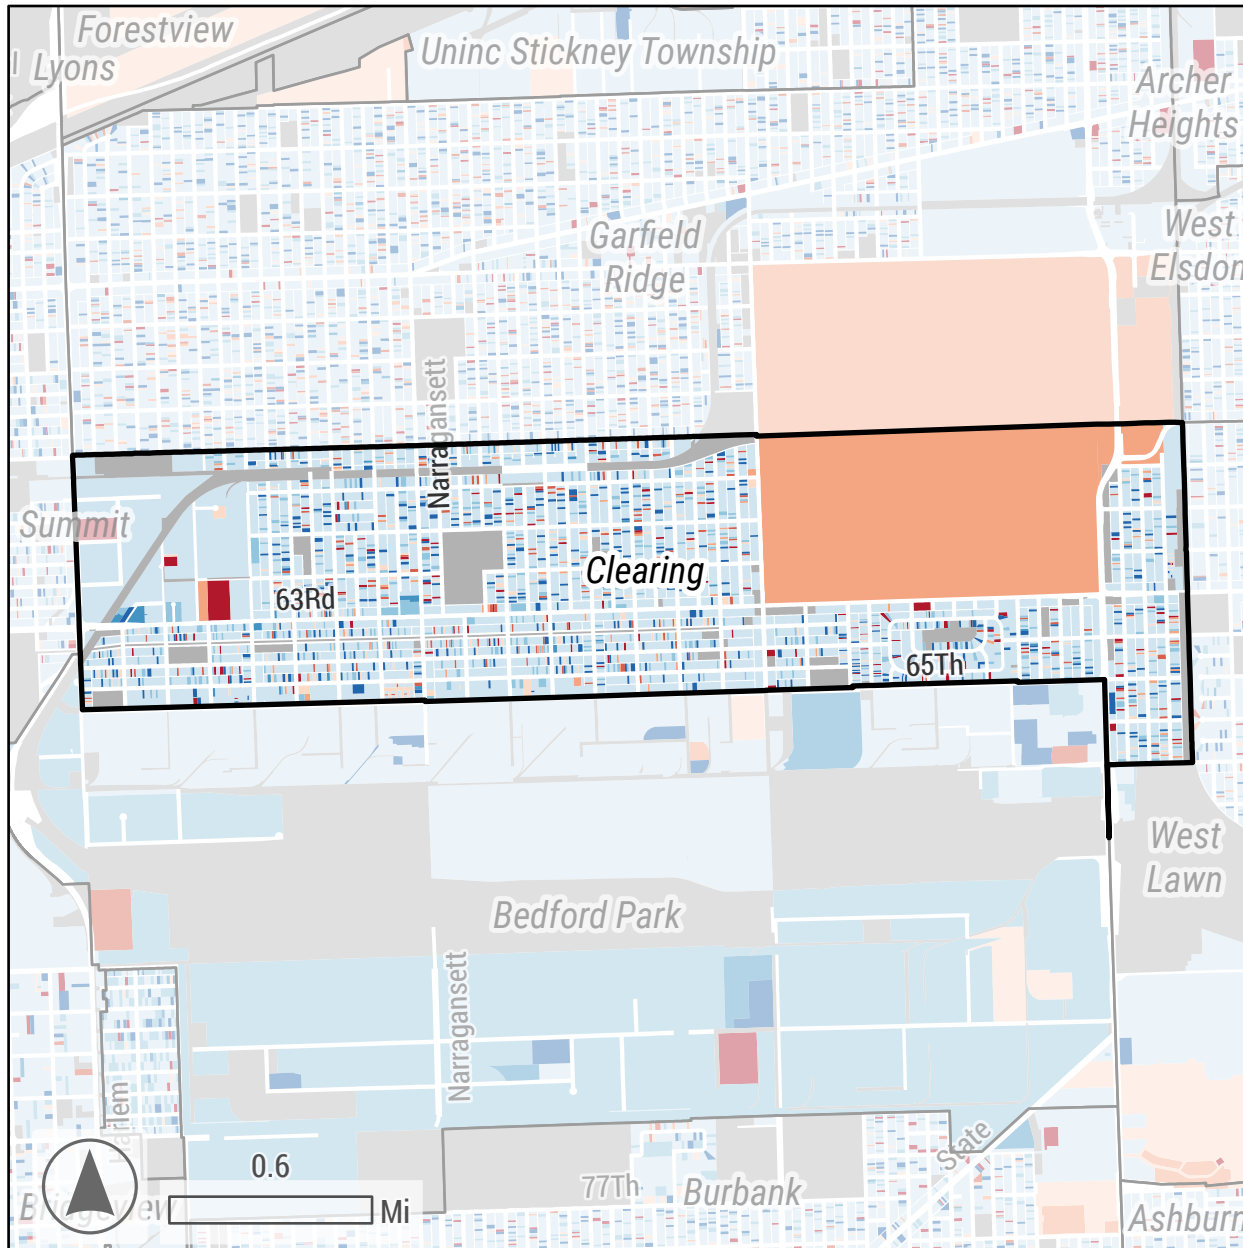 Forestview
Lyons
Uninc Stickney Township
Archer
Heights
Garfield
Ridge
West
Elsdon
Narragansett
Summit
Clearing
63Rd
65Th
West
Lawn
Bedford Park
Narragansett
Harlem
State
0.6
Mi
77Th
Burbank
Bridgeview
Ashburn